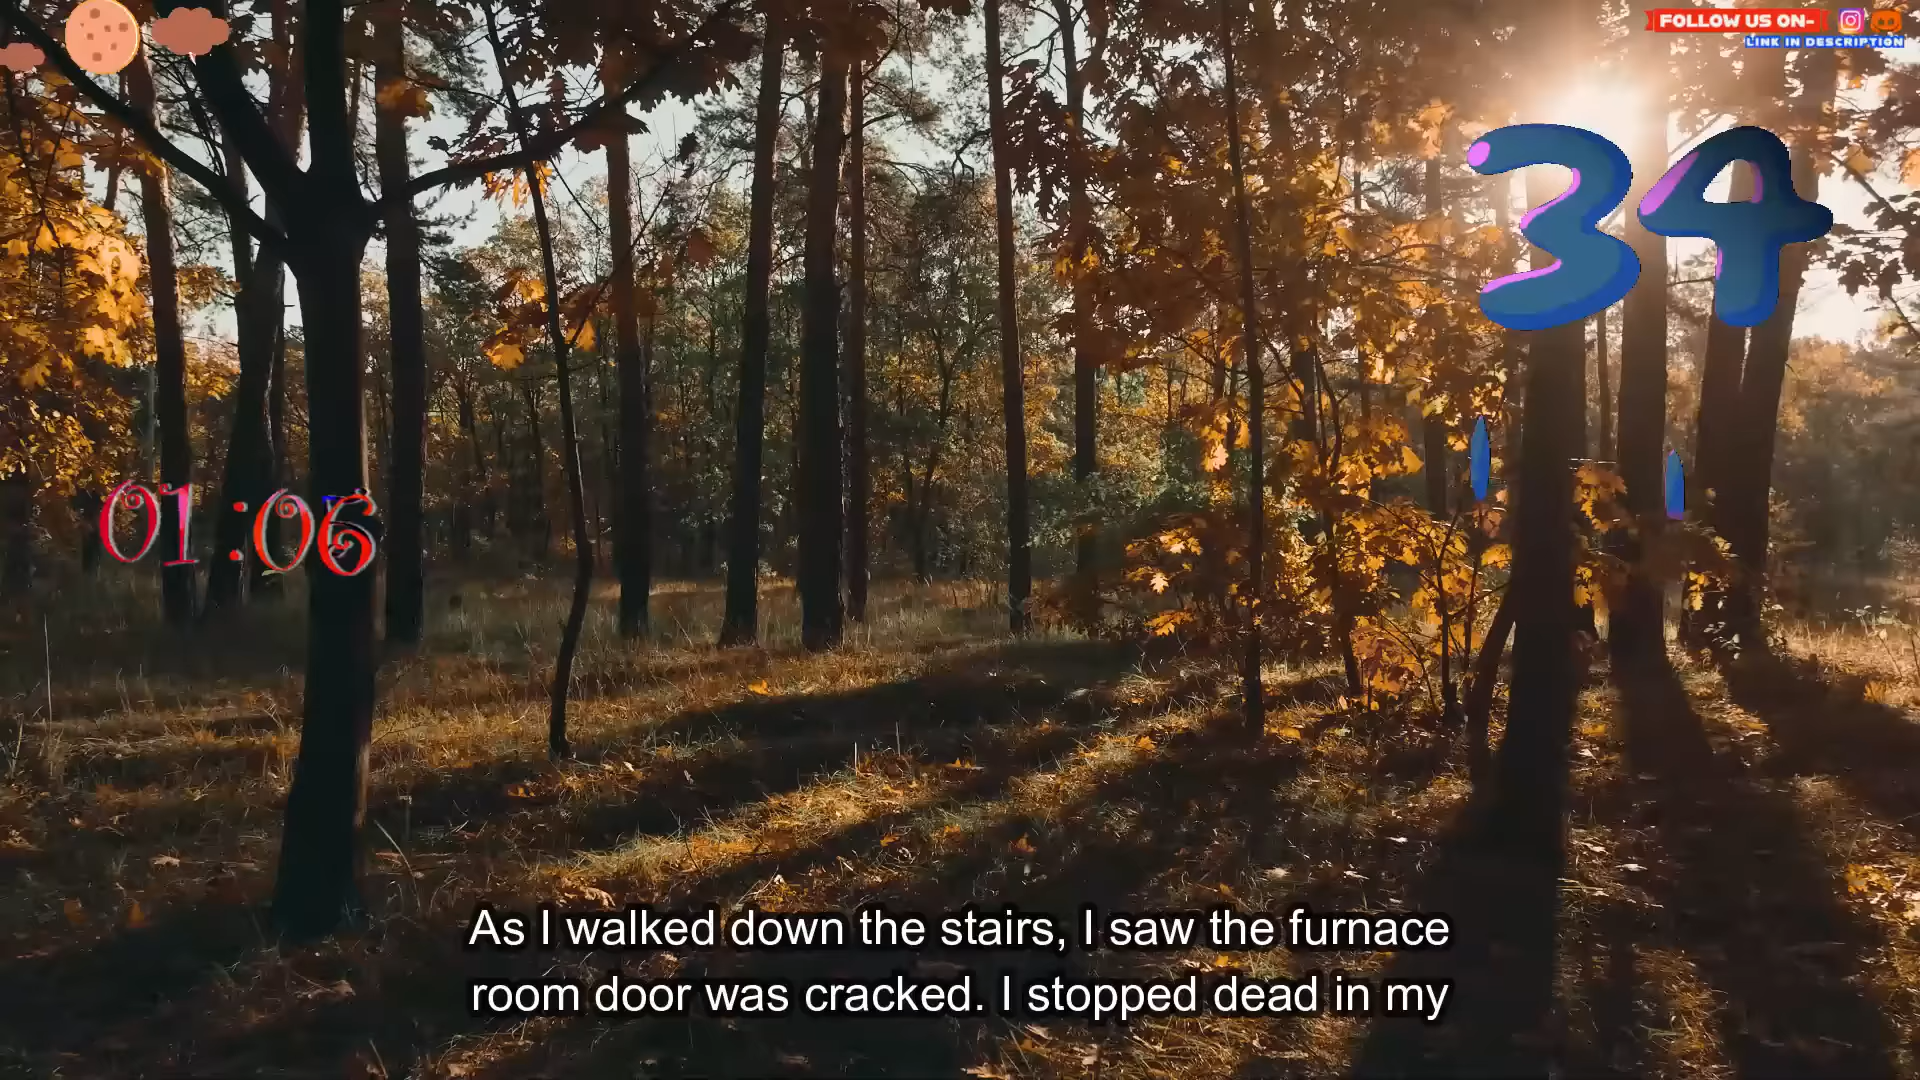 FOLLOW US ON-
LINK IN DESCRIPTION
34
01:06
As I walked down the stairs, I saw the furnace
room door was cracked. I stopped dead in my